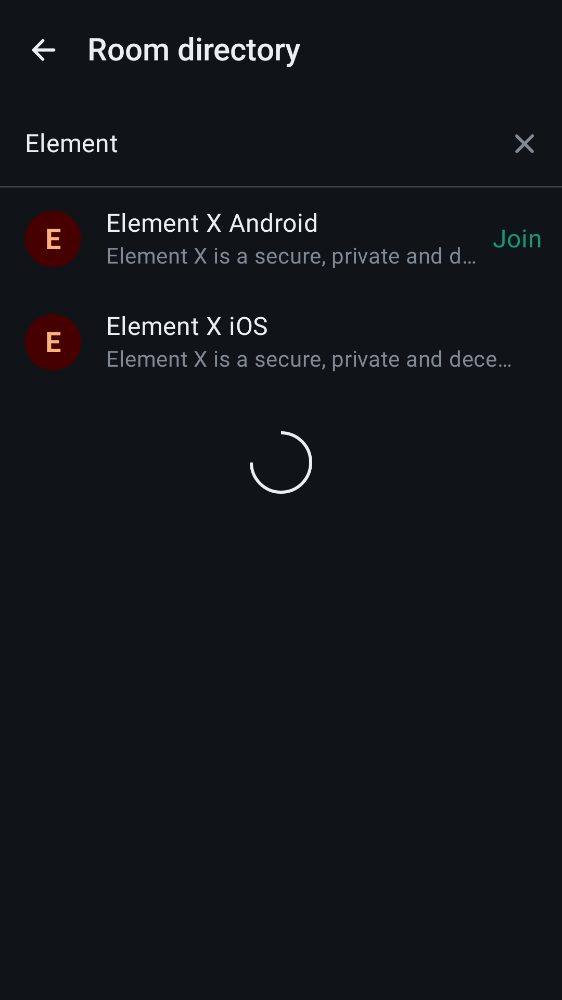 Room directory
Element
E
Element X Android
Element X is a secure, private and d…
Join
E
Element X iOS
Element X is a secure, private and dece…